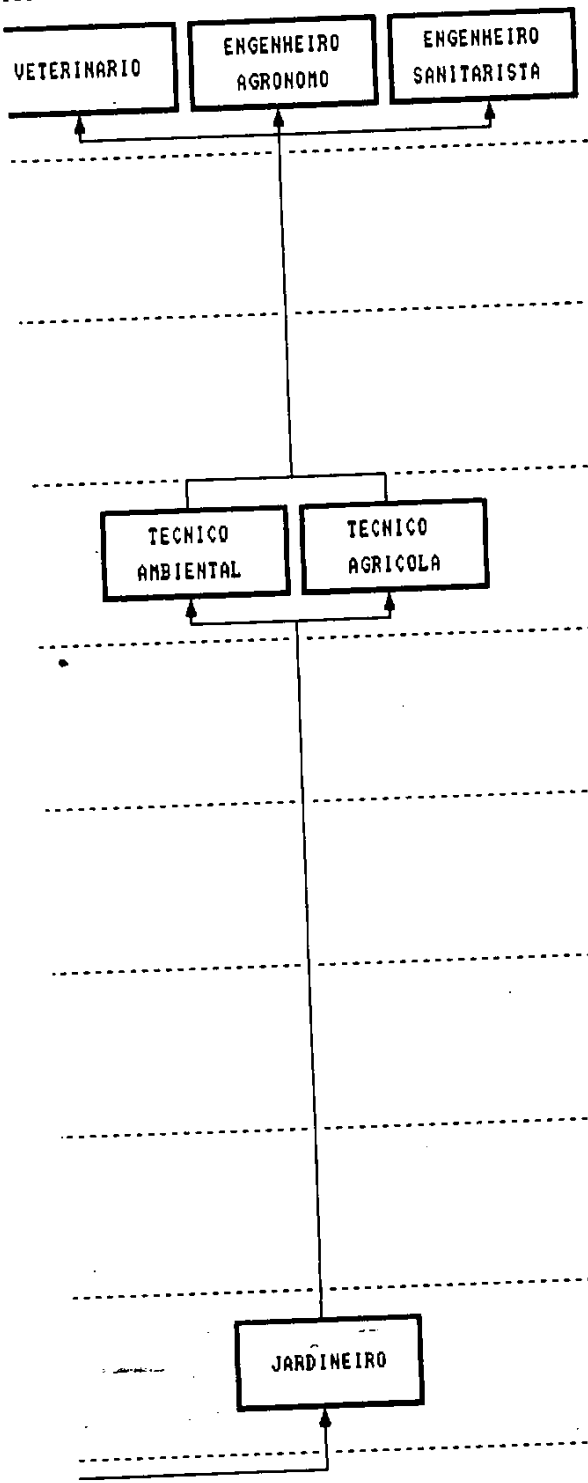 VETERINARIO
ENGENHEIRO
AGRONOMO
ENGENHEIRO
SANITARISTA
TECNICO
AMBIENTAL
TECNICO
AGRICOLA
JARDINEIRO